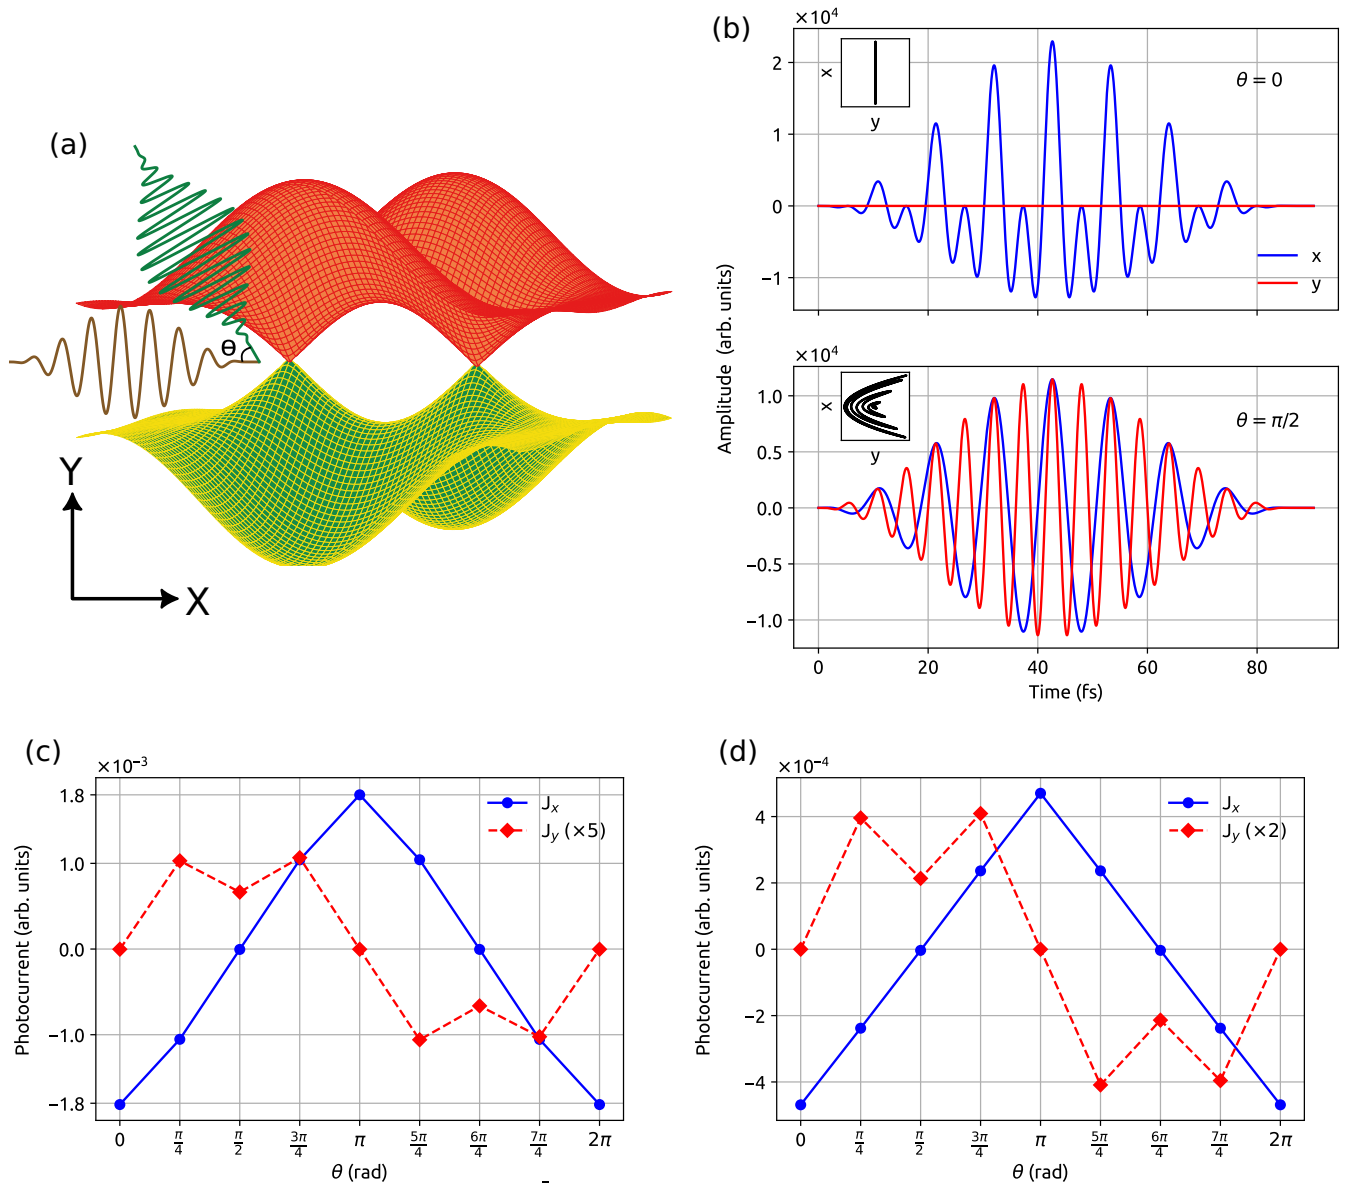 (a)
θ
Y
X
(b)
×10⁴
x
y
θ = 0
2
1
0
−1
x
y
Amplitude (arb. units)
×10⁴
x
y
θ = π/2
1.0
0.5
0.0
−0.5
−1.0
0 20 40 60 80
Time (fs)
(c)
×10⁻³
Jₓ
J_y (×5)
1.8
1.0
0.0
−1.0
−1.8
Photocurrent (arb. units)
0 π/4 π/2 3π/4 π 5π/4 6π/4 7π/4 2π
θ (rad)
(d)
×10⁻⁴
Jₓ
J_y (×2)
4
2
0
−2
−4
Photocurrent (arb. units)
0 π/4 π/2 3π/4 π 5π/4 6π/4 7π/4 2π
θ (rad)